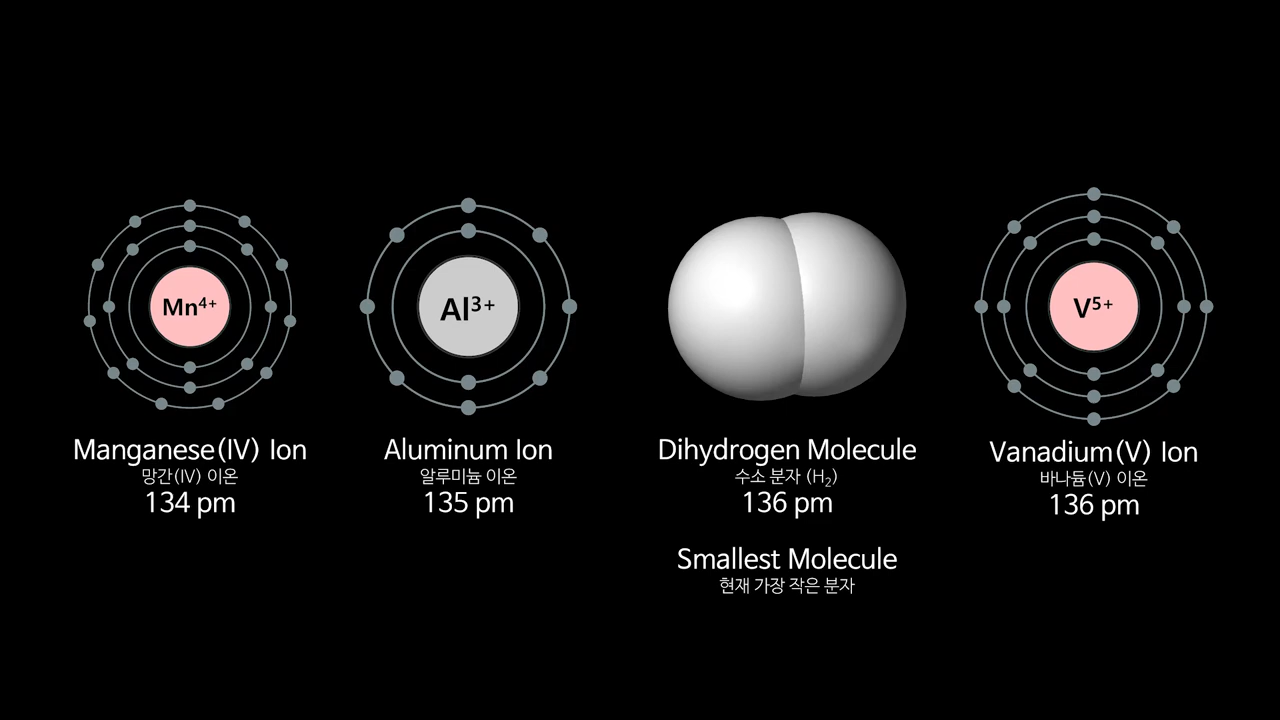 Mn⁴⁺
Al³⁺
V⁵⁺
Manganese(IV) Ion
망간(IV) 이온
134 pm
Aluminum Ion
알루미늄 이온
135 pm
Dihydrogen Molecule
수소 분자 (H₂)
136 pm
Smallest Molecule
현재 가장 작은 분자
Vanadium(V) Ion
바나듐(V) 이온
136 pm